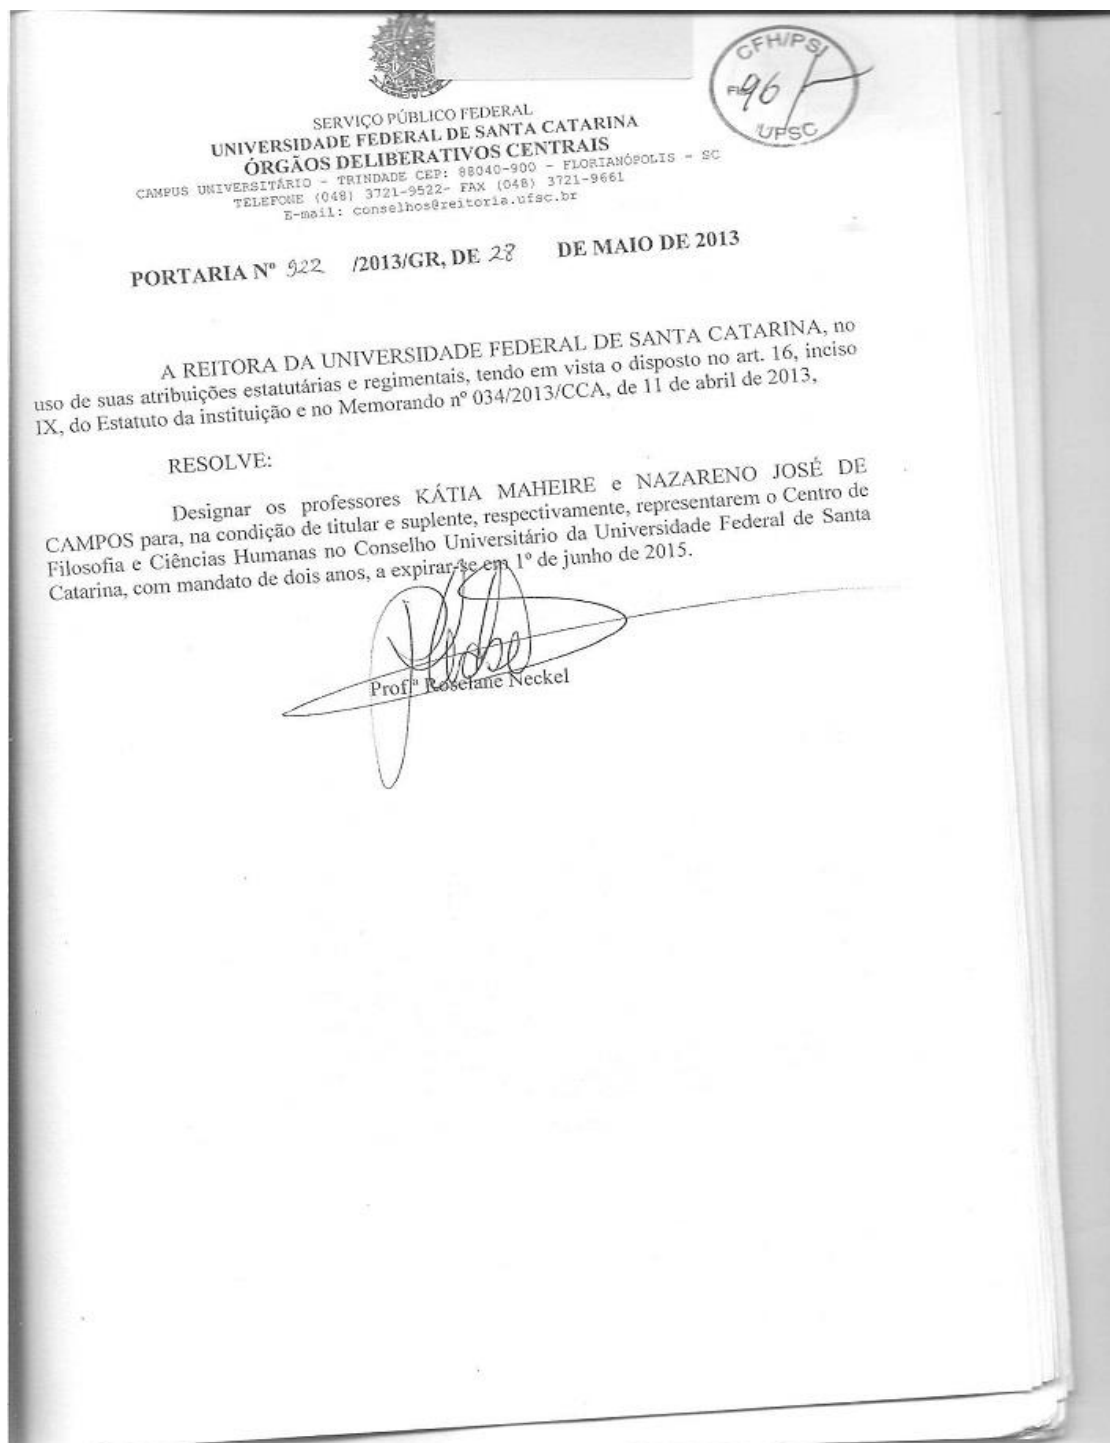 CFH/PSI
96
UFSC
SERVIÇO PÚBLICO FEDERAL
UNIVERSIDADE FEDERAL DE SANTA CATARINA
ÓRGÃOS DELIBERATIVOS CENTRAIS
CAMPUS UNIVERSITÁRIO - TRINDADE CEP: 88040-900 - FLORIANÓPOLIS - SC
TELEFONE (048) 3721-9522- FAX (048) 3721-9661
E-mail: conselhos@reitoria.ufsc.br
PORTARIA Nº 922 /2013/GR, DE 28 DE MAIO DE 2013
A REITORA DA UNIVERSIDADE FEDERAL DE SANTA CATARINA, no
uso de suas atribuições estatutárias e regimentais, tendo em vista o disposto no art. 16, inciso
IX, do Estatuto da instituição e no Memorando nº 034/2013/CCA, de 11 de abril de 2013,
RESOLVE:
Designar os professores KÁTIA MAHEIRE e NAZARENO JOSÉ DE
CAMPOS para, na condição de titular e suplente, respectivamente, representarem o Centro de
Filosofia e Ciências Humanas no Conselho Universitário da Universidade Federal de Santa
Catarina, com mandato de dois anos, a expirar-se em 1º de junho de 2015.
Prof.ª Roselane Neckel